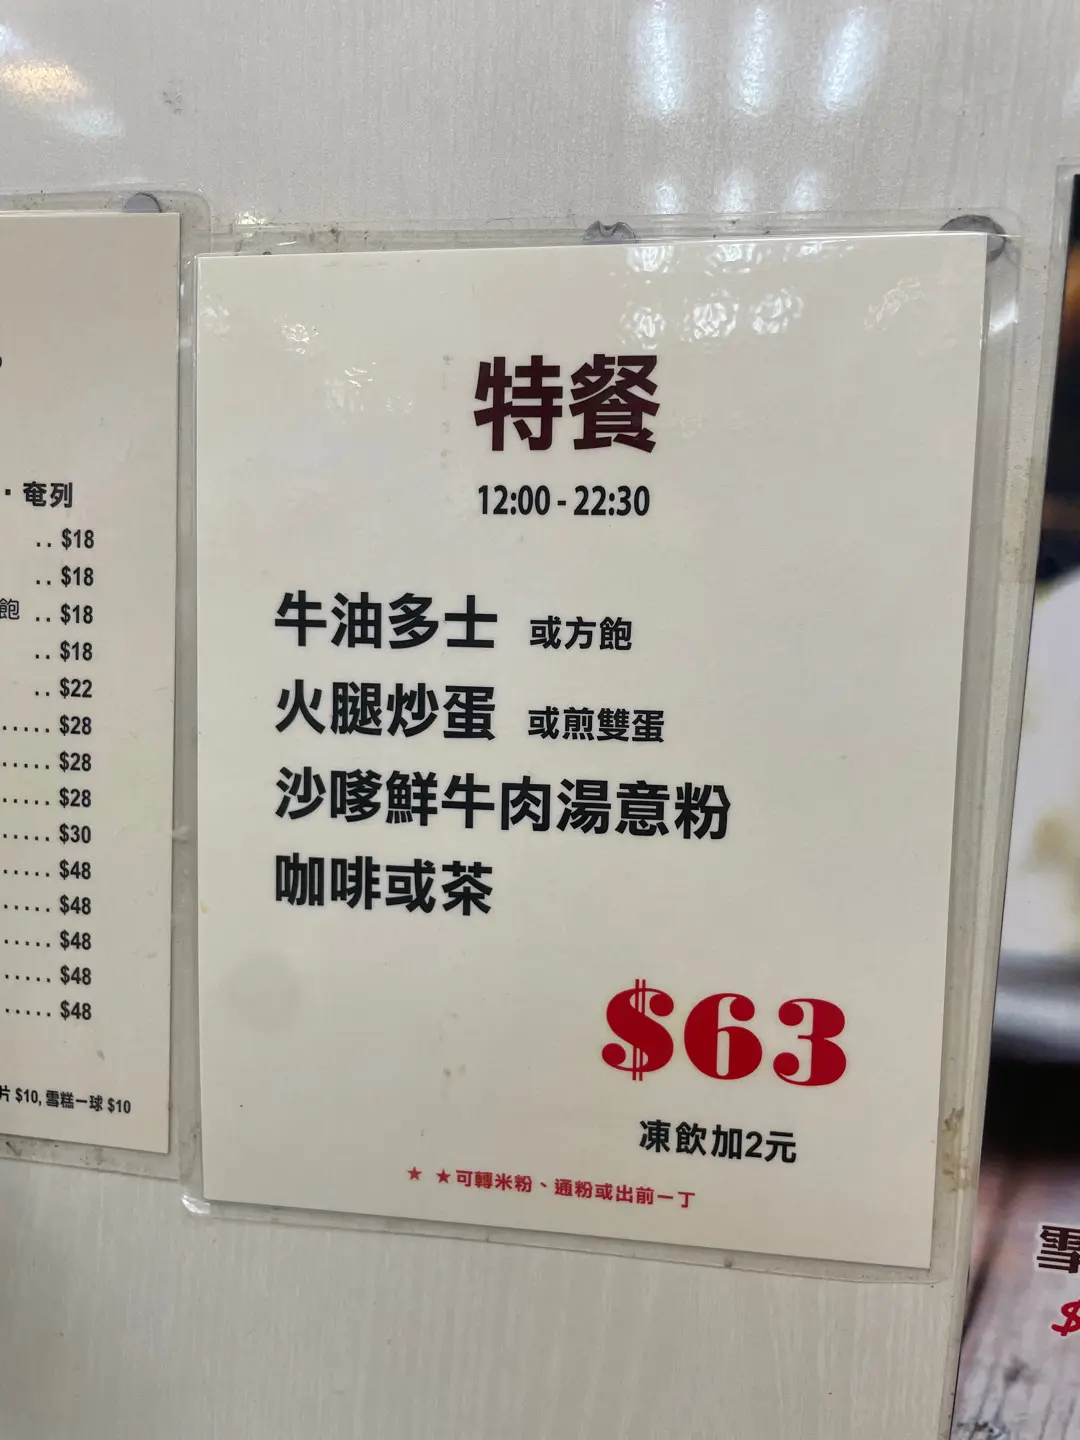 ・奄列
.. $18
.. $18
飽 .. $18
.. $18
.. $22
..... $28
..... $28
..... $28
..... $30
..... $48
..... $48
..... $48
..... $48
..... $48
片 $10, 雪糕一球 $10
特餐
12:00 - 22:30
牛油多士 或方飽
火腿炒蛋 或煎雙蛋
沙嗲鮮牛肉湯意粉
咖啡或茶
$63
凍飲加2元
★ ★可轉米粉、通粉或出前一丁
$